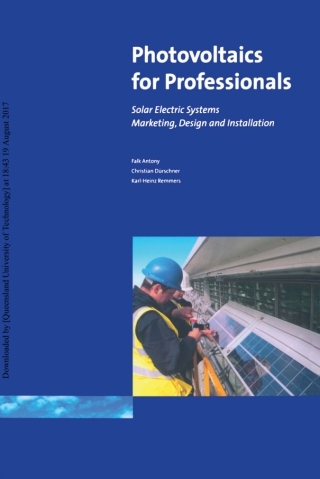 Photovoltaics
for Professionals
Solar Electric Systems
Marketing, Design and Installation
Falk Antony
Christian Dürschner
Karl-Heinz Remmers
Downloaded by [Queensland University of Technology] at 18:43 19 August 2017